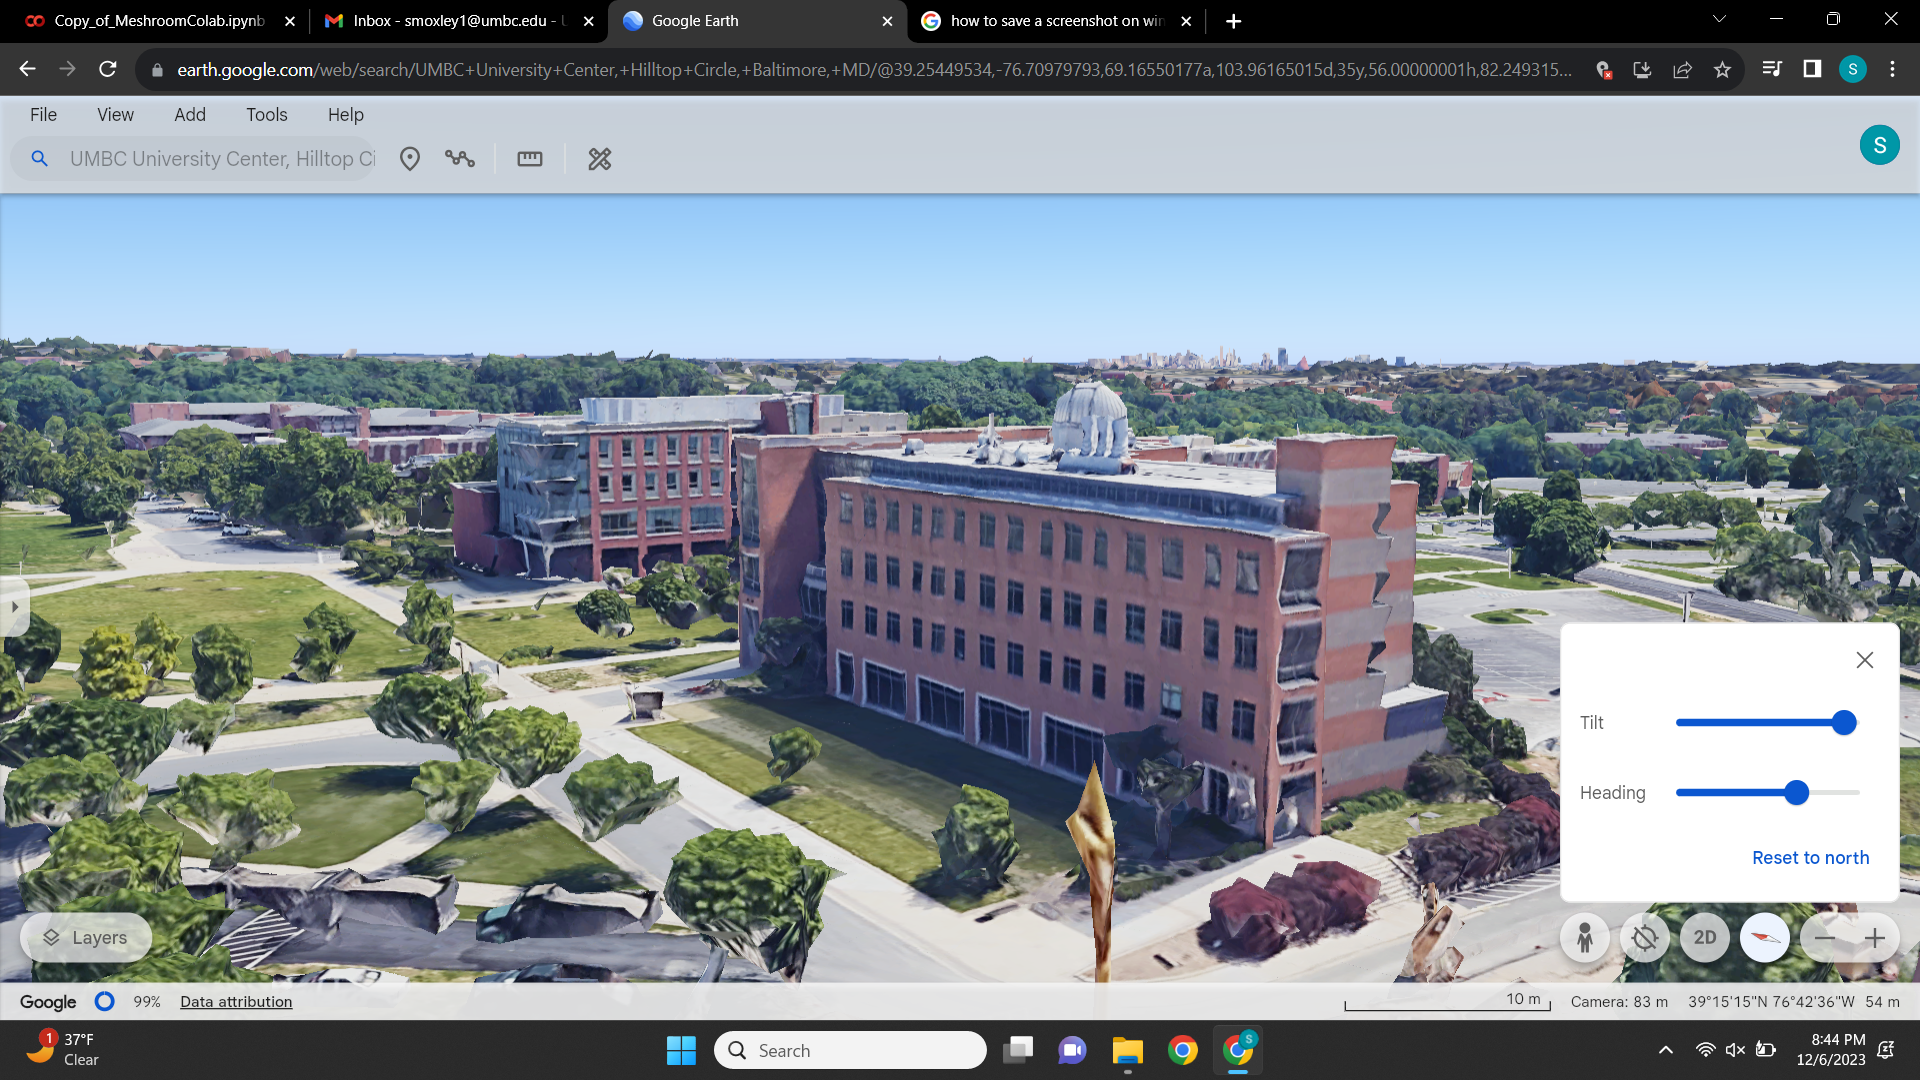 Copy_of_MeshroomColab.ipynb
Inbox - smoxley1@umbc.edu - U
Google Earth
how to save a screenshot on win
earth.google.com/web/search/UMBC+University+Center,+Hilltop+Circle,+Baltimore,+MD/@39.25449534,-76.70979793,69.16550177a,103.96165015d,35y,56.00000001h,82.249315...
S
File View Add Tools Help
UMBC University Center, Hilltop Ci
S
Tilt
Heading
Reset to north
Layers
2D
Google 99% Data attribution
10 m
Camera: 83 m 39°15'15"N 76°42'36"W 54 m
1
37°F
Clear
Search
S
8:44 PM
12/6/2023